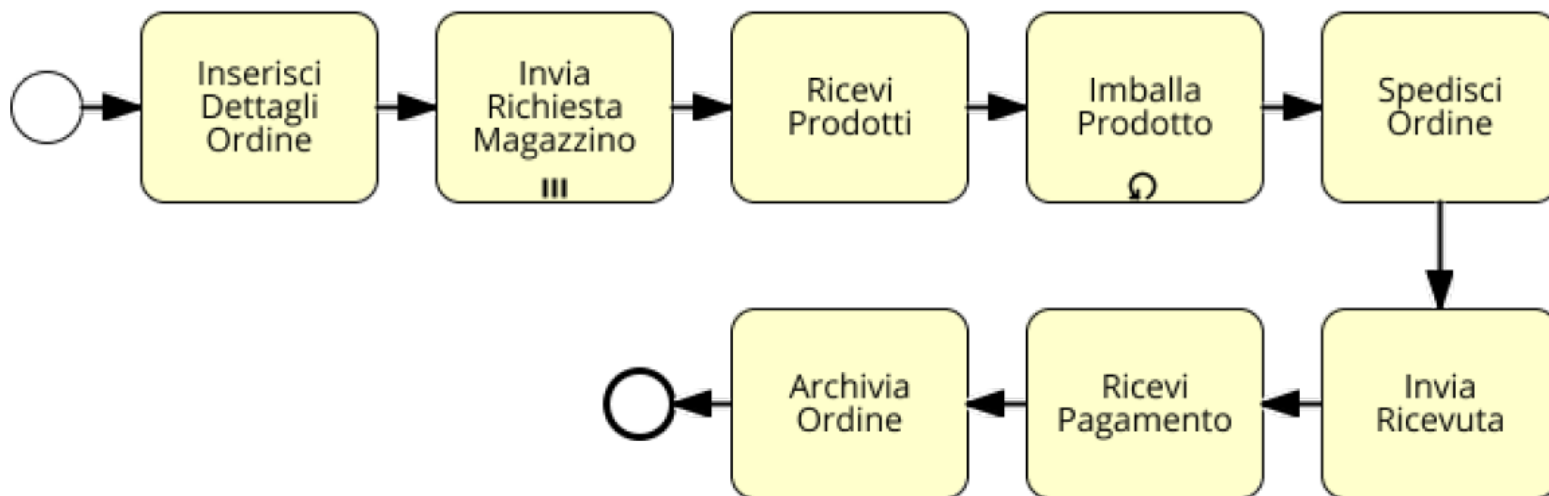 Inserisci
Dettagli
Ordine
Invia
Richiesta
Magazzino
Ricevi
Prodotti
Imballa
Prodotto
Spedisci
Ordine
Archivia
Ordine
Ricevi
Pagamento
Invia
Ricevuta